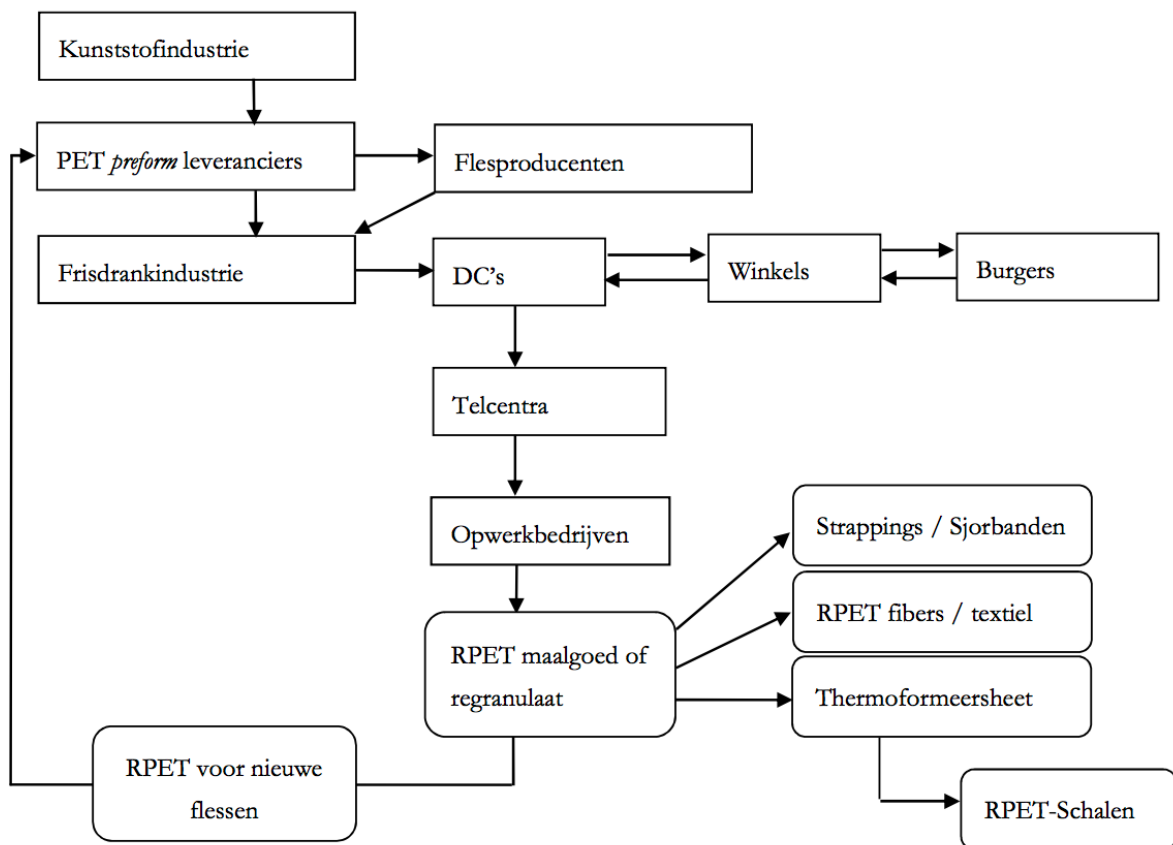 Kunststofindustrie
PET preform leveranciers
Flesproducenten
Frisdrankindustrie
DC's
Winkels
Burgers
Telcentra
Opwerkbedrijven
Strappings / Sjorbanden
RPET fibers / textiel
RPET maalgoed of
regranulaat
Thermoformeersheet
RPET voor nieuwe
flessen
RPET-Schalen